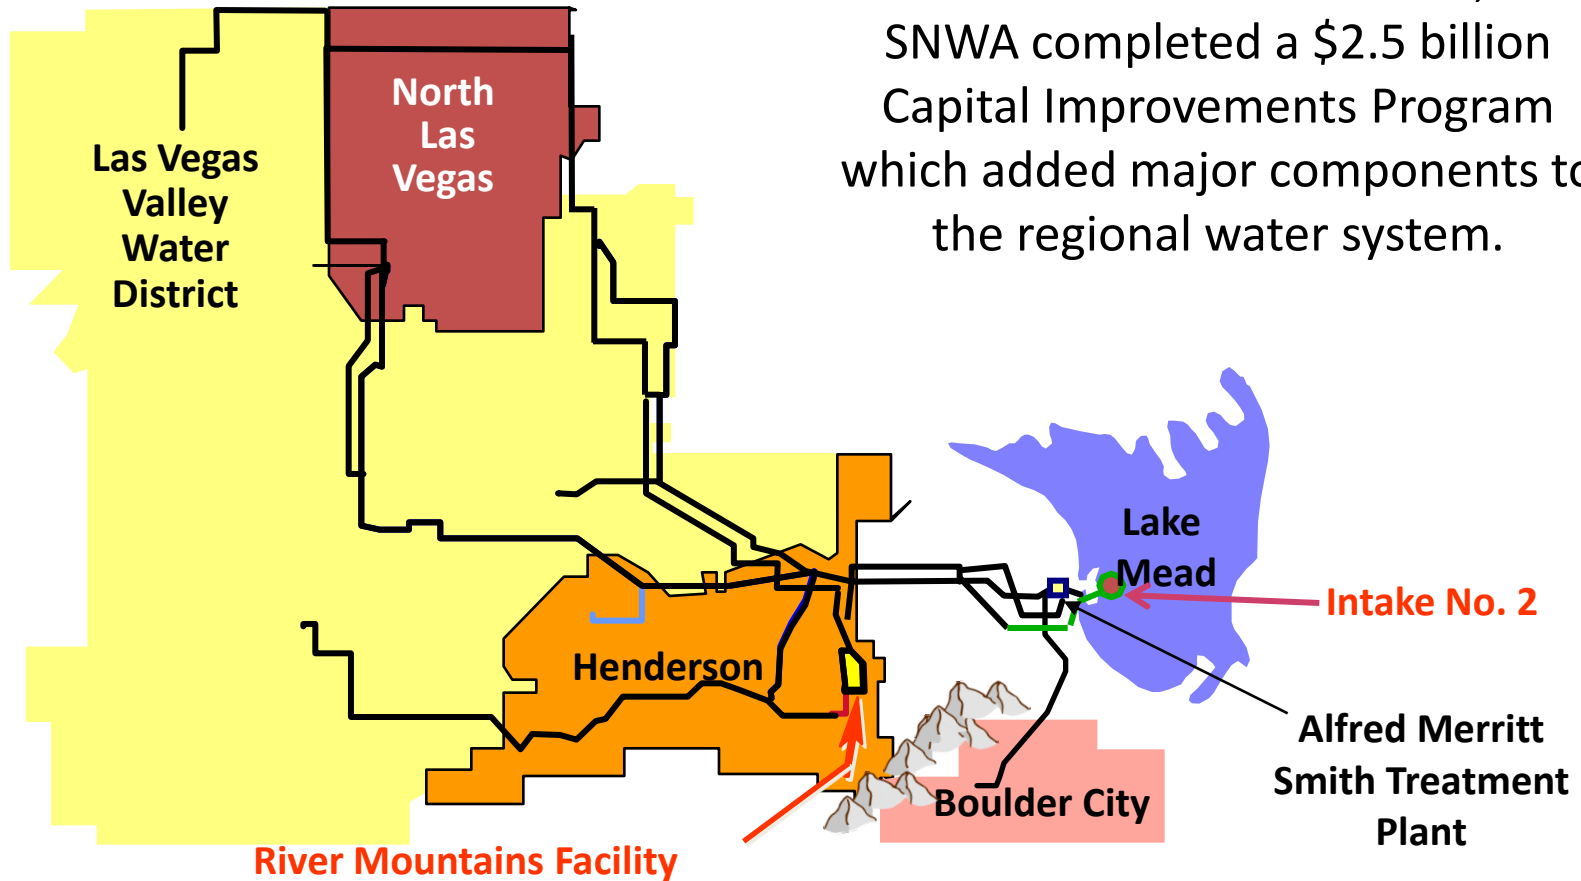 SNWA completed a $2.5 billion
Capital Improvements Program
which added major components to
the regional water system.
North
Las
Vegas
Las Vegas
Valley
Water
District
Lake
Mead
Intake No. 2
Henderson
Alfred Merritt
Smith Treatment
Plant
Boulder City
River Mountains Facility